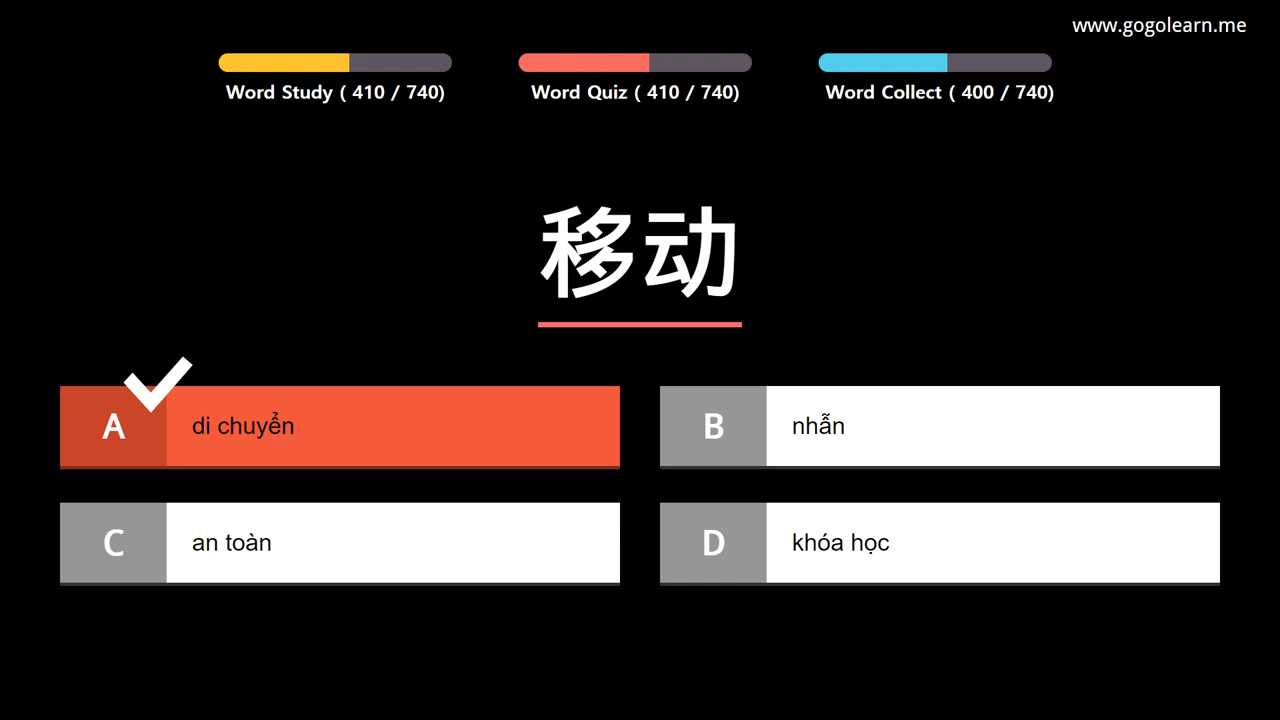 www.gogolearn.me
Word Study ( 410 / 740)
Word Quiz ( 410 / 740)
Word Collect ( 400 / 740)
移动
A di chuyển
B nhẫn
C an toàn
D khóa học